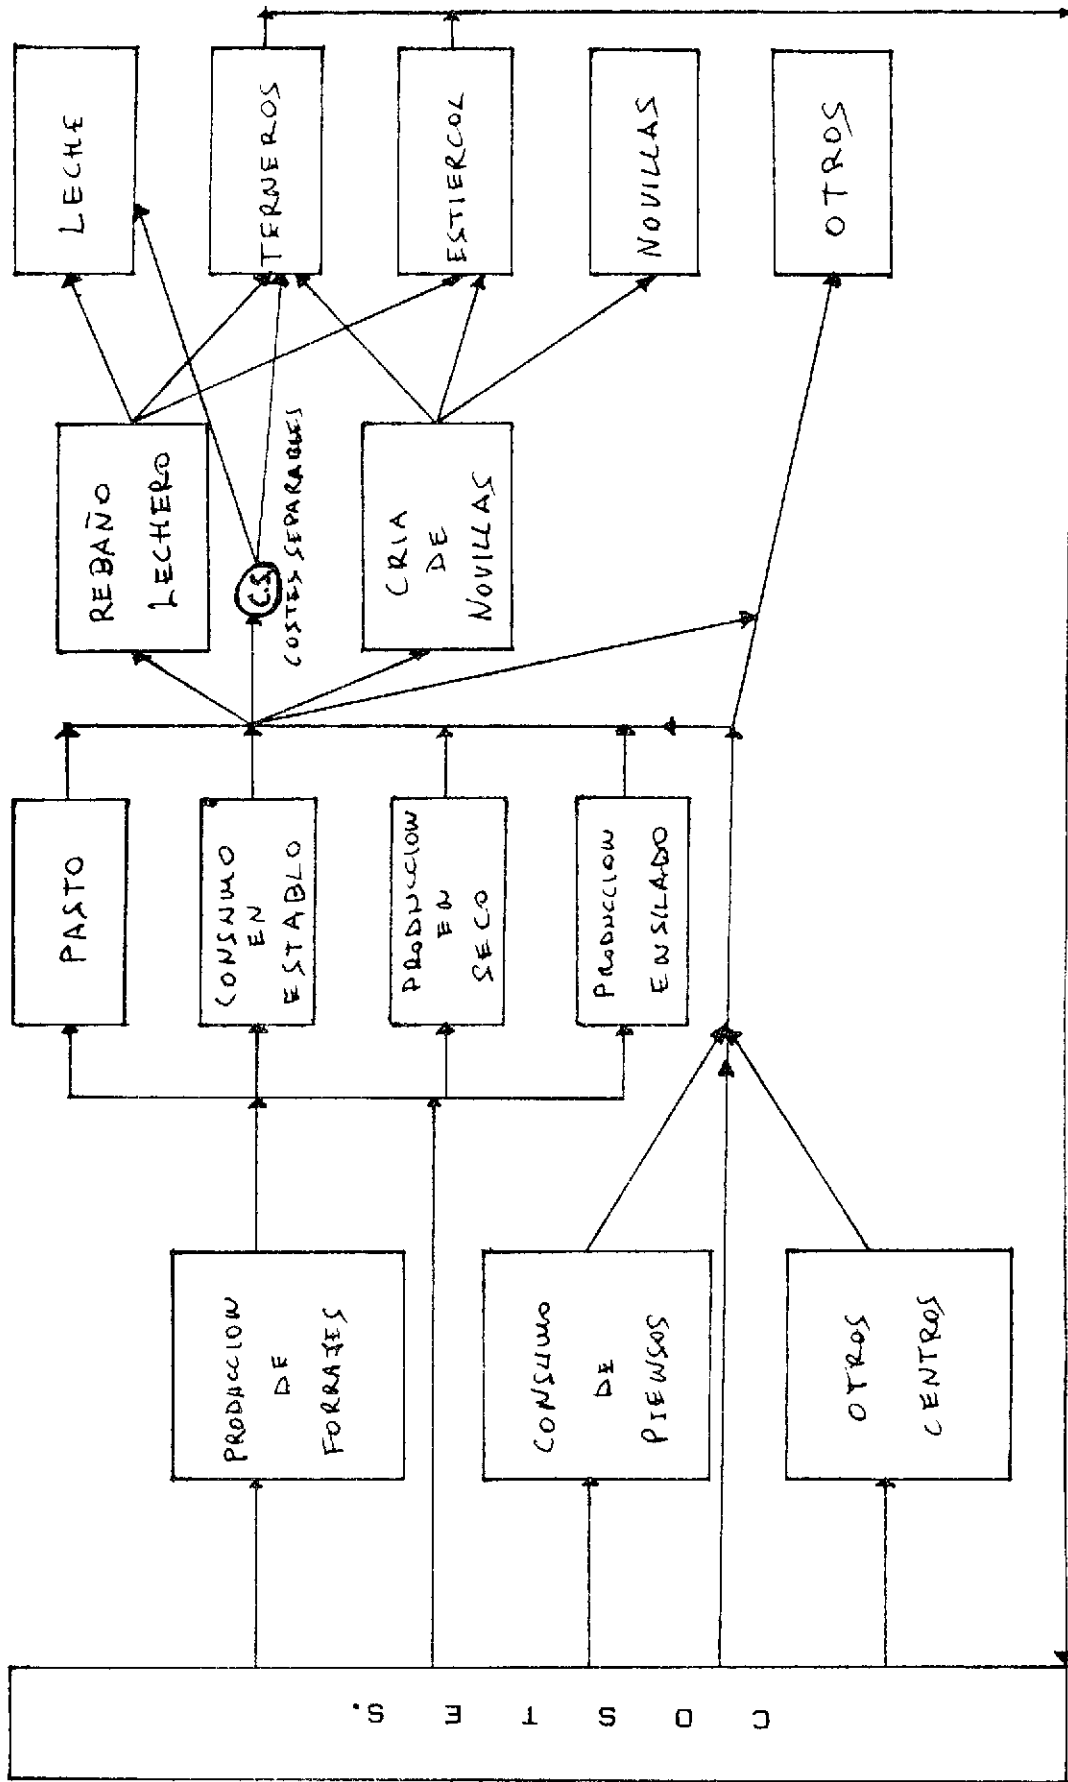 LECHE
TERNEROS
ESTIERCOL
NOVILLAS
OTROS
REBAÑO
LECHERO
C.S
COSTES SEPARABLES
CRIA
DE
NOVILLAS
PASTO
CONSUMO
EN
ESTABLO
PRODUCCION
EN
SECO
PRODUCCION
ENSILADO
PRODUCCION
DE
FORRAJES
CONSUMO
DE
PIENSOS
OTROS
CENTROS
C O S T E S.